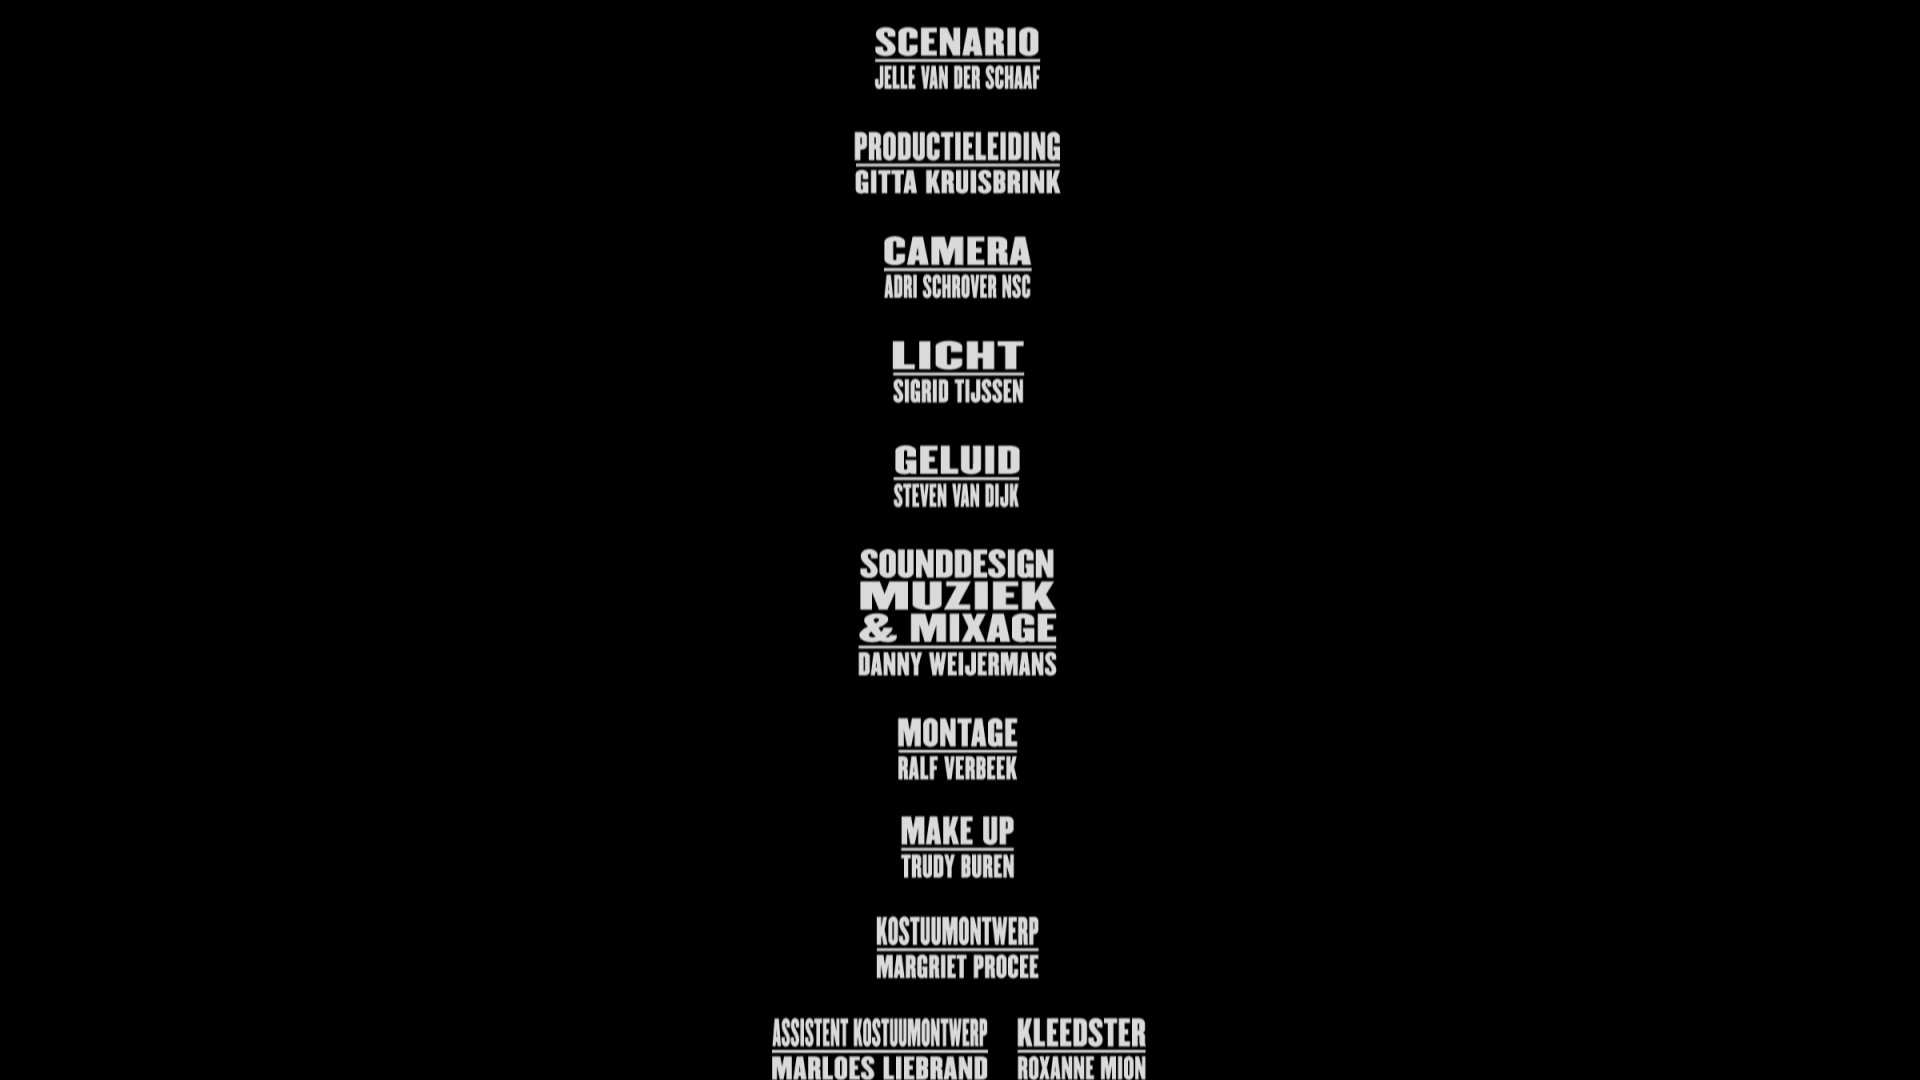 SCENARIO
JELLE VAN DER SCHAAF
PRODUCTIELEIDING
GITTA KRUISBRINK
CAMERA
ADRI SCHROVER NSC
LICHT
SIGRID TIJSSEN
GELUID
STEVEN VAN DIJK
SOUNDDESIGN
MUZIEK
& MIXAGE
DANNY WEIJERMANS
MONTAGE
RALF VERBEEK
MAKE UP
TRUDY BUREN
KOSTUUMONTWERP
MARGRIET PROCEE
ASSISTENT KOSTUUMONTWERP
MARLOES LIEBRAND
KLEEDSTER
ROXANNE MION